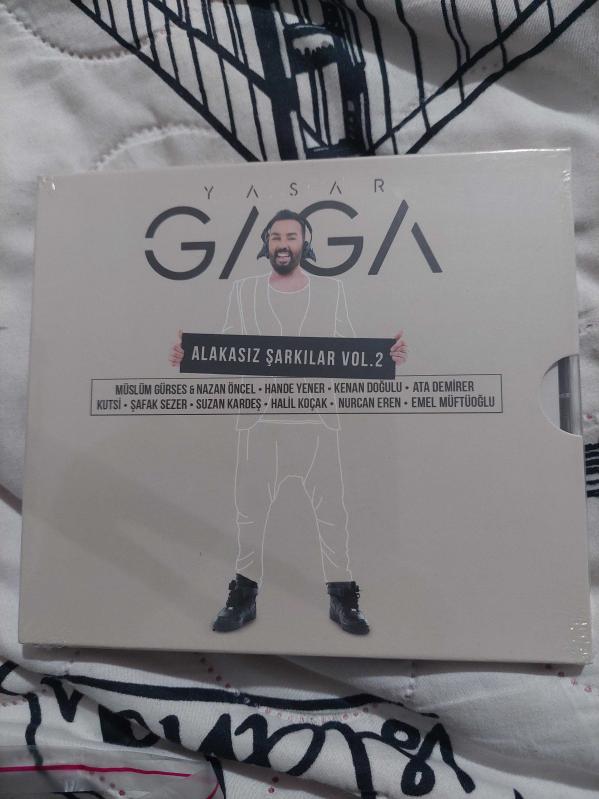 YAŞAR
GAGA
ALAKASIZ ŞARKILAR VOL.2
MÜSLÜM GÜRSES & NAZAN ÖNCEL • HANDE YENER • KENAN DOĞULU • ATA DEMİRER
KUTSİ • ŞAFAK SEZER • SUZAN KARDEŞ • HALİL KOÇAK • NURCAN EREN • EMEL MÜFTÜOĞLU